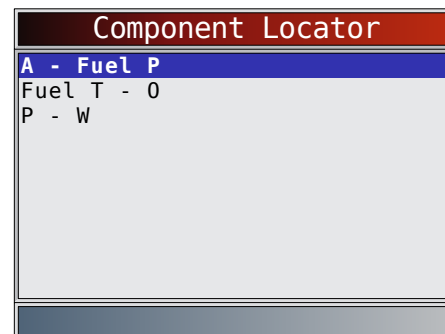 Component Locator
A - Fuel P
Fuel T - O
P - W